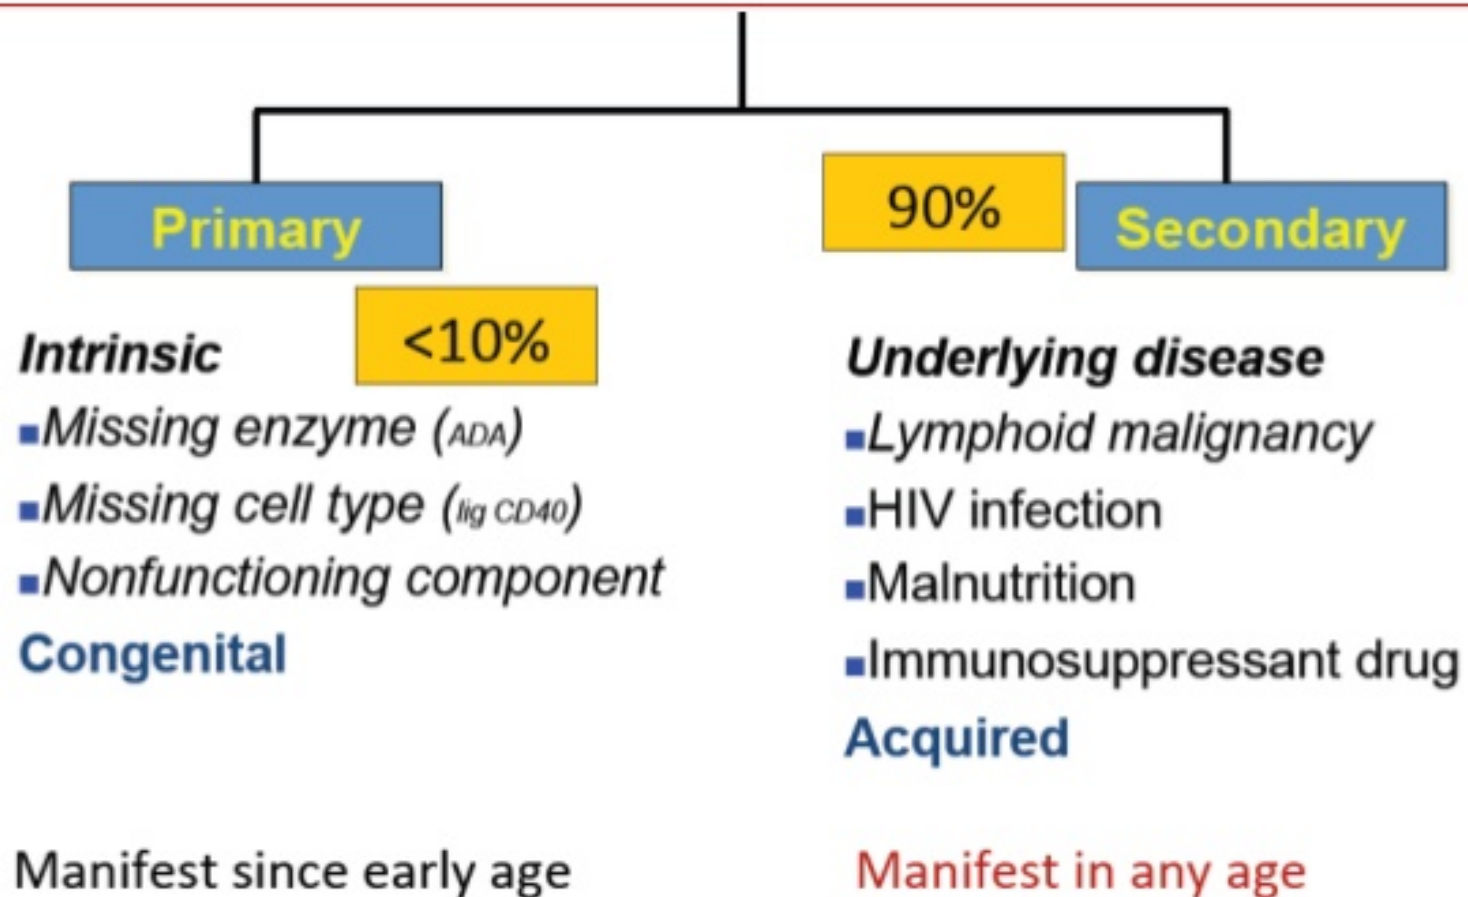 Primary
<10%
Intrinsic
▪Missing enzyme (ADA)
▪Missing cell type (lig CD40)
▪Nonfunctioning component
Congenital
Manifest since early age
90%
Secondary
Underlying disease
▪Lymphoid malignancy
▪HIV infection
▪Malnutrition
▪Immunosuppressant drug
Acquired
Manifest in any age